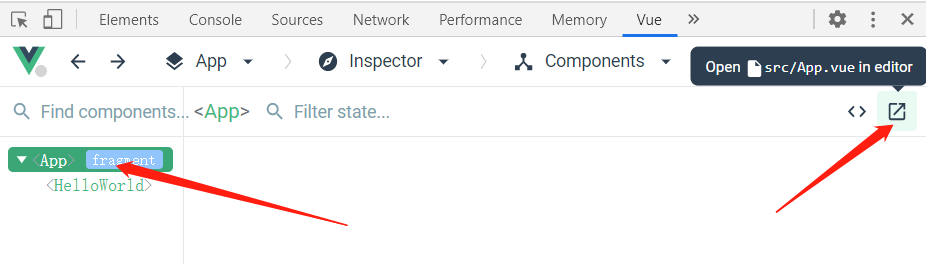 Elements Console Sources Network Performance Memory Vue »
App Inspector Components Open src/App.vue in editor
Find components... <App> Filter state... <>
<App> fragment
<HelloWorld>